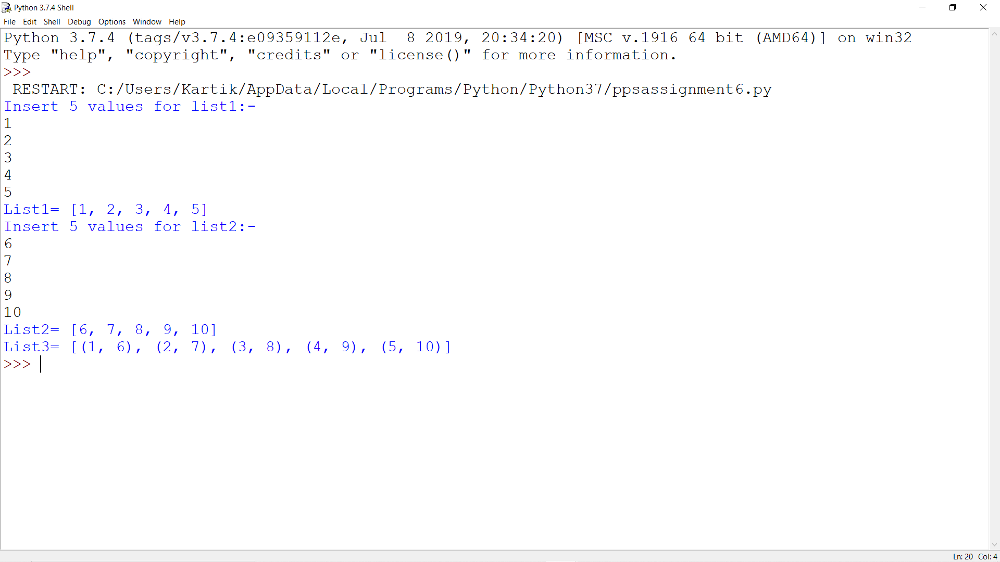 Python 3.7.4 Shell
File Edit Shell Debug Options Window Help
Python 3.7.4 (tags/v3.7.4:e09359112e, Jul  8 2019, 20:34:20) [MSC v.1916 64 bit (AMD64)] on win32
Type "help", "copyright", "credits" or "license()" for more information.
>>>
 RESTART: C:/Users/Kartik/AppData/Local/Programs/Python/Python37/ppsassignment6.py
Insert 5 values for list1:-
1
2
3
4
5
List1= [1, 2, 3, 4, 5]
Insert 5 values for list2:-
6
7
8
9
10
List2= [6, 7, 8, 9, 10]
List3= [(1, 6), (2, 7), (3, 8), (4, 9), (5, 10)]
>>>
Ln: 20 Col: 4